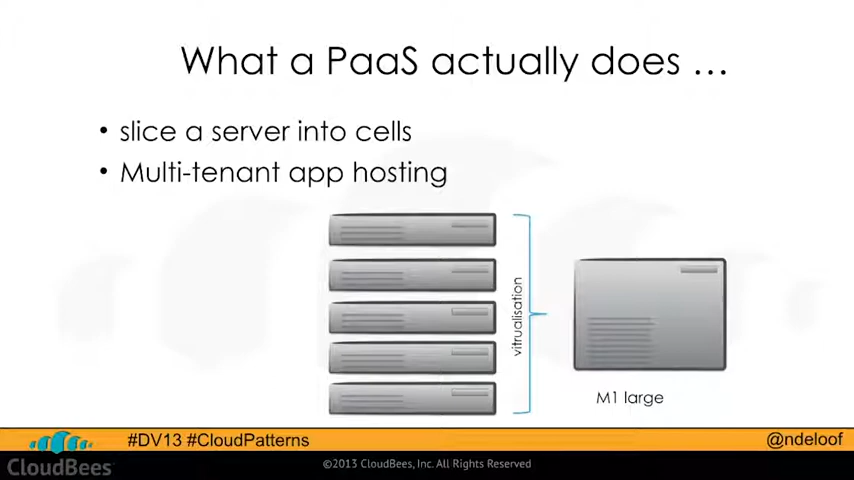 What a PaaS actually does …
• slice a server into cells
• Multi-tenant app hosting
vitrualisation
M1 large
#DV13 #CloudPatterns
@ndeloof
CloudBees
©2013 CloudBees, Inc. All Rights Reserved